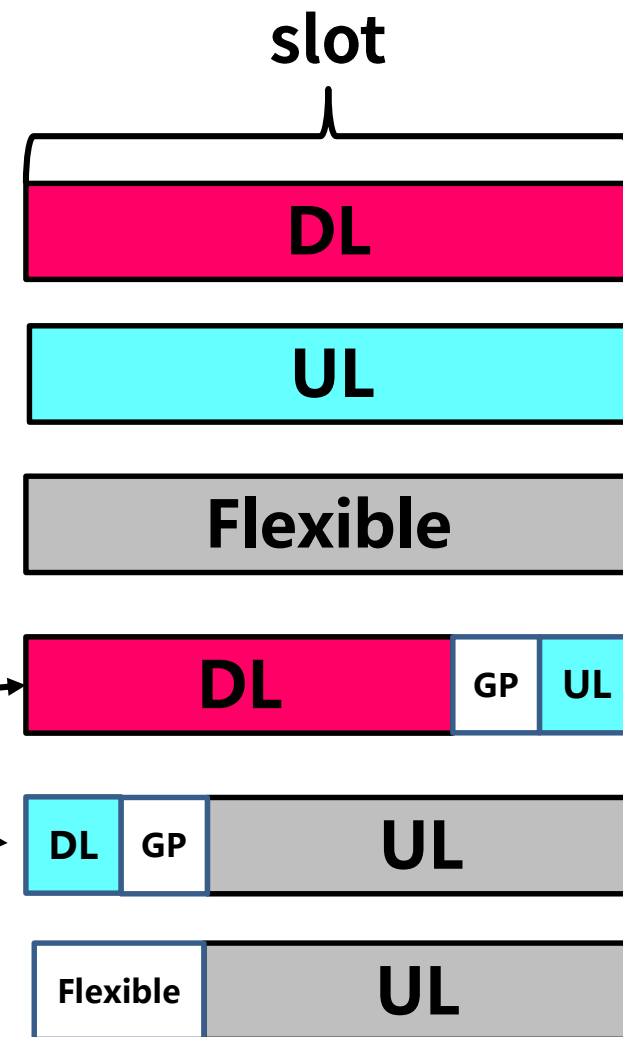 slot
DL
UL
Flexible
DL GP UL
DL GP UL
Flexible UL